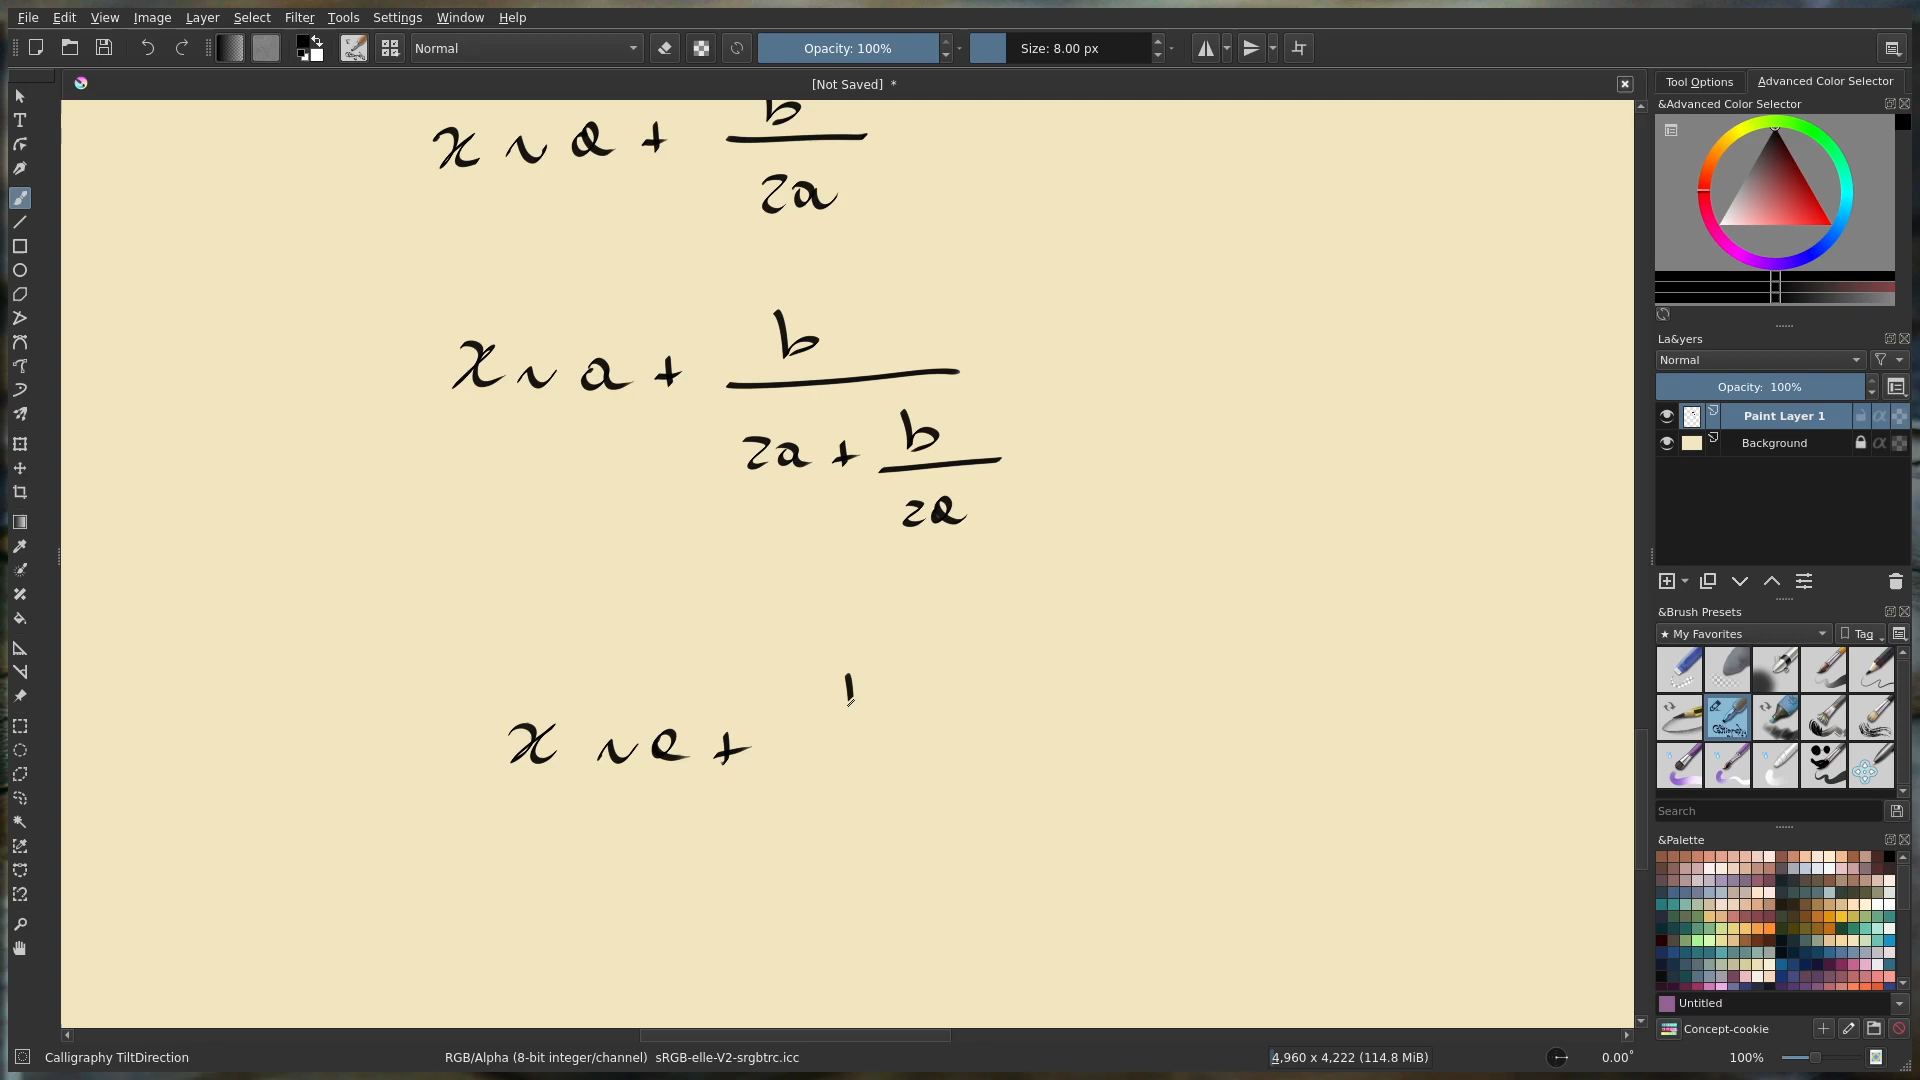 File Edit View Image Layer Select Filter Tools Settings Window Help
Normal Opacity: 100% Size: 8.00 px
[Not Saved] *
Tool Options Advanced Color Selector
&Advanced Color Selector
x ~ a + b
2a
x ~ a + b
2a + b
2a
x ~ a +
La&yers
Normal
Opacity: 100%
Paint Layer 1
Background
&Brush Presets
★ My Favorites Tag
Search
&Palette
Untitled
Concept-cookie
Calligraphy TiltDirection RGB/Alpha (8-bit integer/channel) sRGB-elle-V2-srgbtrc.icc 4,960 x 4,222 (114.8 MiB) 0.00° 100%